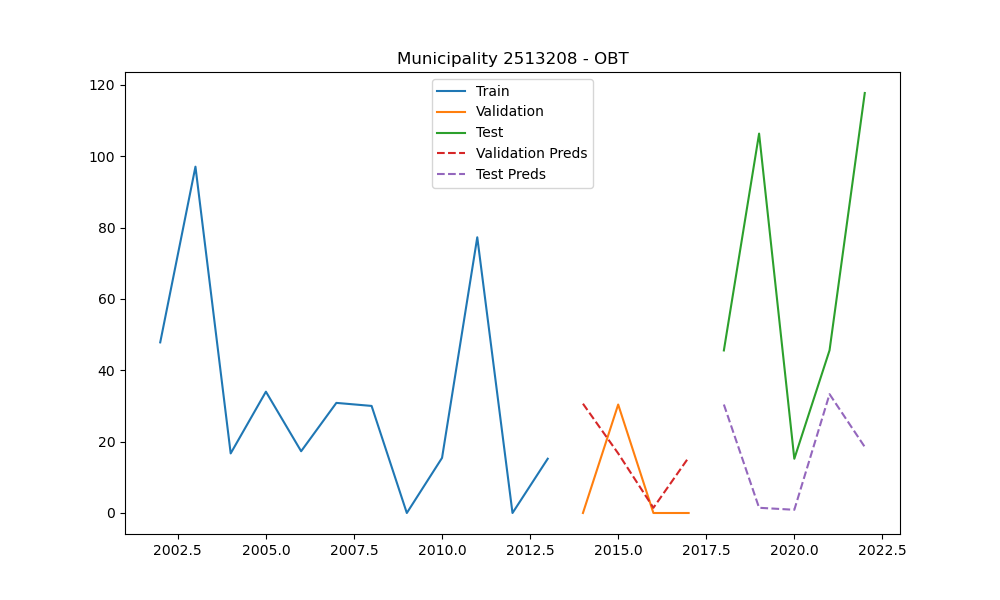 Municipality 2513208 - OBT
Train
Validation
Test
Validation Preds
Test Preds
120
100
80
60
40
20
0
2002.5 2005.0 2007.5 2010.0 2012.5 2015.0 2017.5 2020.0 2022.5